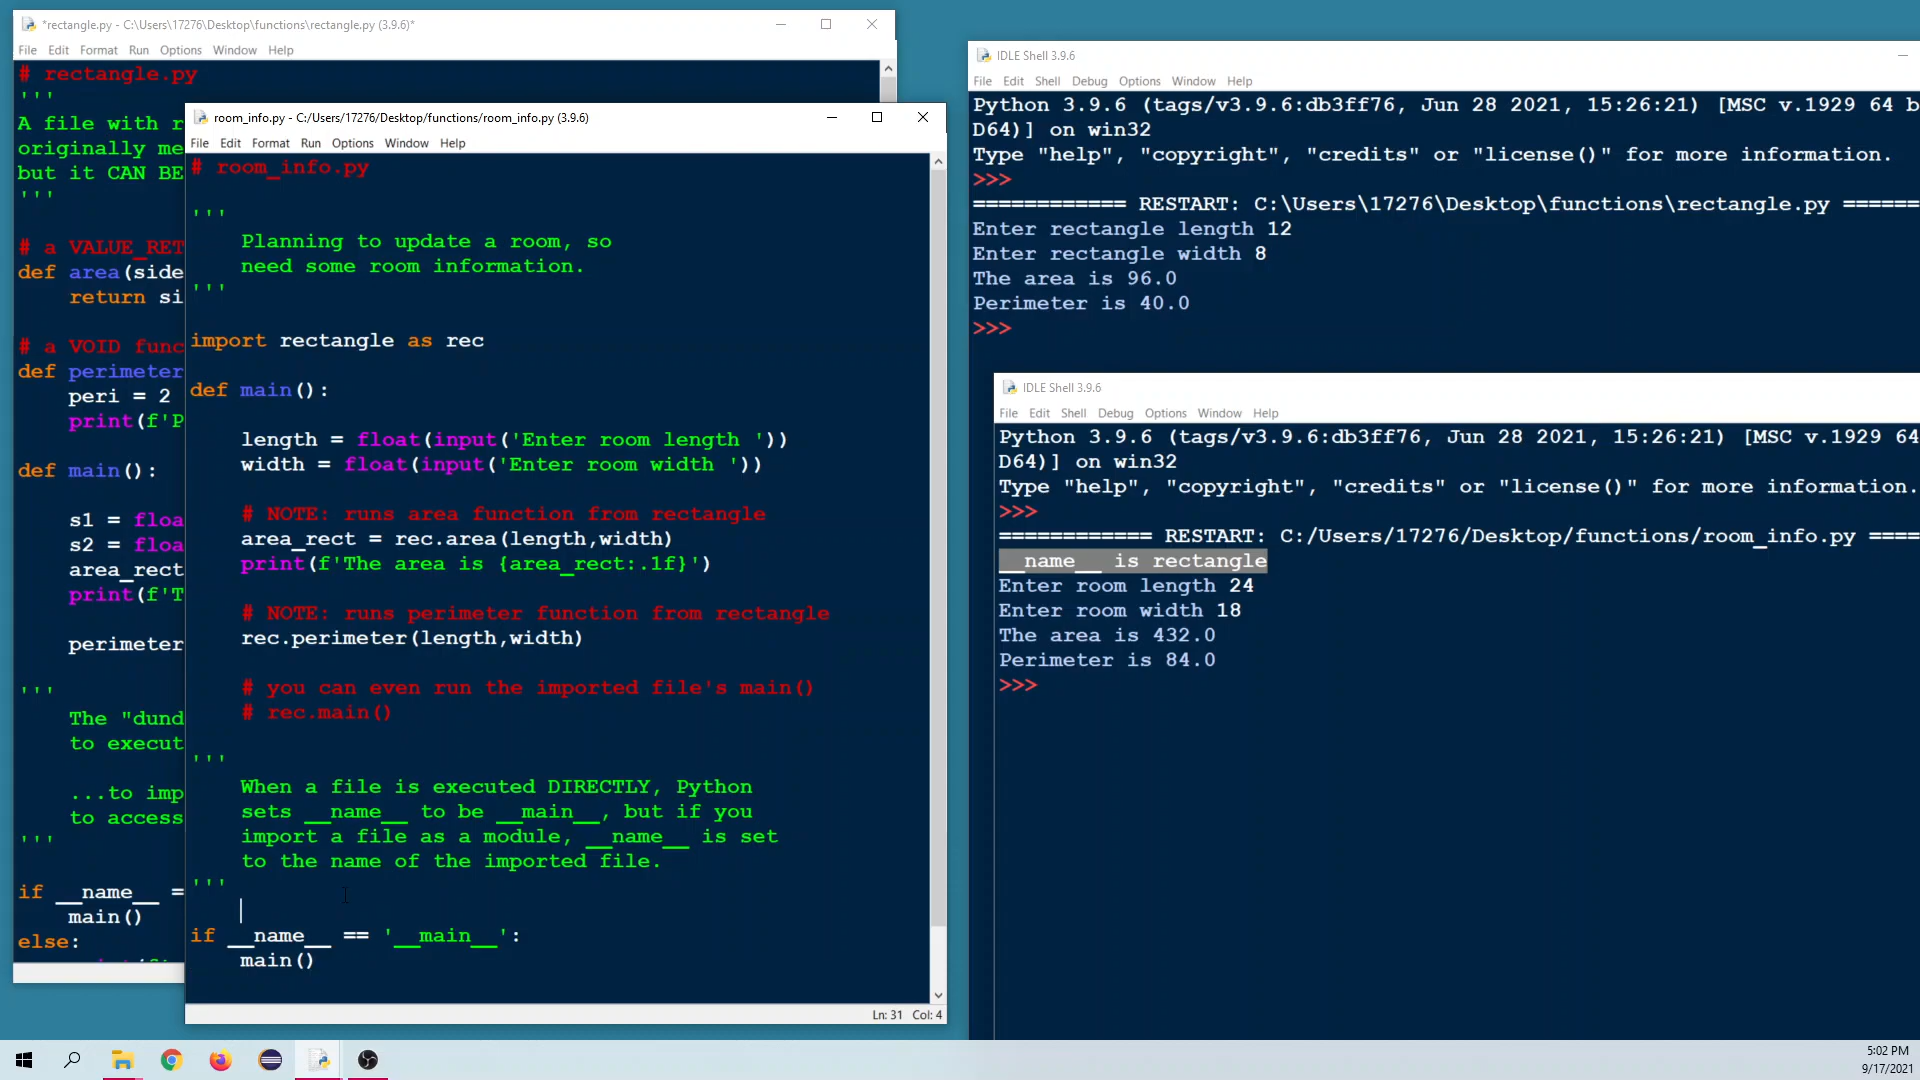 *rectangle.py - C:\Users\17276\Desktop\functions\rectangle.py (3.9.6)*
File Edit Format Run Options Window Help
# rectangle.py
'''
A file with r
originally me
but it CAN BE
'''
# a VALUE_RET
def area(side
return si
# a VOID func
def perimeter
peri = 2
print(f'P
def main():
s1 = floa
s2 = floa
area_rect
print(f'T
perimeter
'''
The "dund
to execut
...to imp
to access
'''
if __name__ =
main()
else:
room_info.py - C:/Users/17276/Desktop/functions/room_info.py (3.9.6)
File Edit Format Run Options Window Help
# room_info.py
'''
Planning to update a room, so
need some room information.
'''
import rectangle as rec
def main():
length = float(input('Enter room length '))
width = float(input('Enter room width '))
# NOTE: runs area function from rectangle
area_rect = rec.area(length,width)
print(f'The area is {area_rect:.1f}')
# NOTE: runs perimeter function from rectangle
rec.perimeter(length,width)
# you can even run the imported file's main()
# rec.main()
'''
When a file is executed DIRECTLY, Python
sets __name__ to be __main__, but if you
import a file as a module, __name__ is set
to the name of the imported file.
'''
if __name__ == '__main__':
main()
Ln: 31 Col: 4
IDLE Shell 3.9.6
File Edit Shell Debug Options Window Help
Python 3.9.6 (tags/v3.9.6:db3ff76, Jun 28 2021, 15:26:21) [MSC v.1929 64 b
D64)] on win32
Type "help", "copyright", "credits" or "license()" for more information.
>>>
============ RESTART: C:\Users\17276\Desktop\functions\rectangle.py ======
Enter rectangle length 12
Enter rectangle width 8
The area is 96.0
Perimeter is 40.0
>>>
IDLE Shell 3.9.6
File Edit Shell Debug Options Window Help
Python 3.9.6 (tags/v3.9.6:db3ff76, Jun 28 2021, 15:26:21) [MSC v.1929 64
D64)] on win32
Type "help", "copyright", "credits" or "license()" for more information.
>>>
============ RESTART: C:/Users/17276/Desktop/functions/room_info.py ====
__name__ is rectangle
Enter room length 24
Enter room width 18
The area is 432.0
Perimeter is 84.0
>>>
5:02 PM
9/17/2021